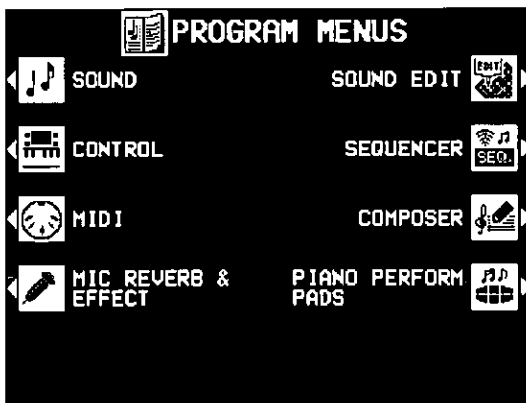 PROGRAM MENUS
SOUND
SOUND EDIT
EDIT
CONTROL
SEQUENCER
SEQ.
MIDI
COMPOSER
MIC REVERB &
EFFECT
PIANO PERFORM
PADS